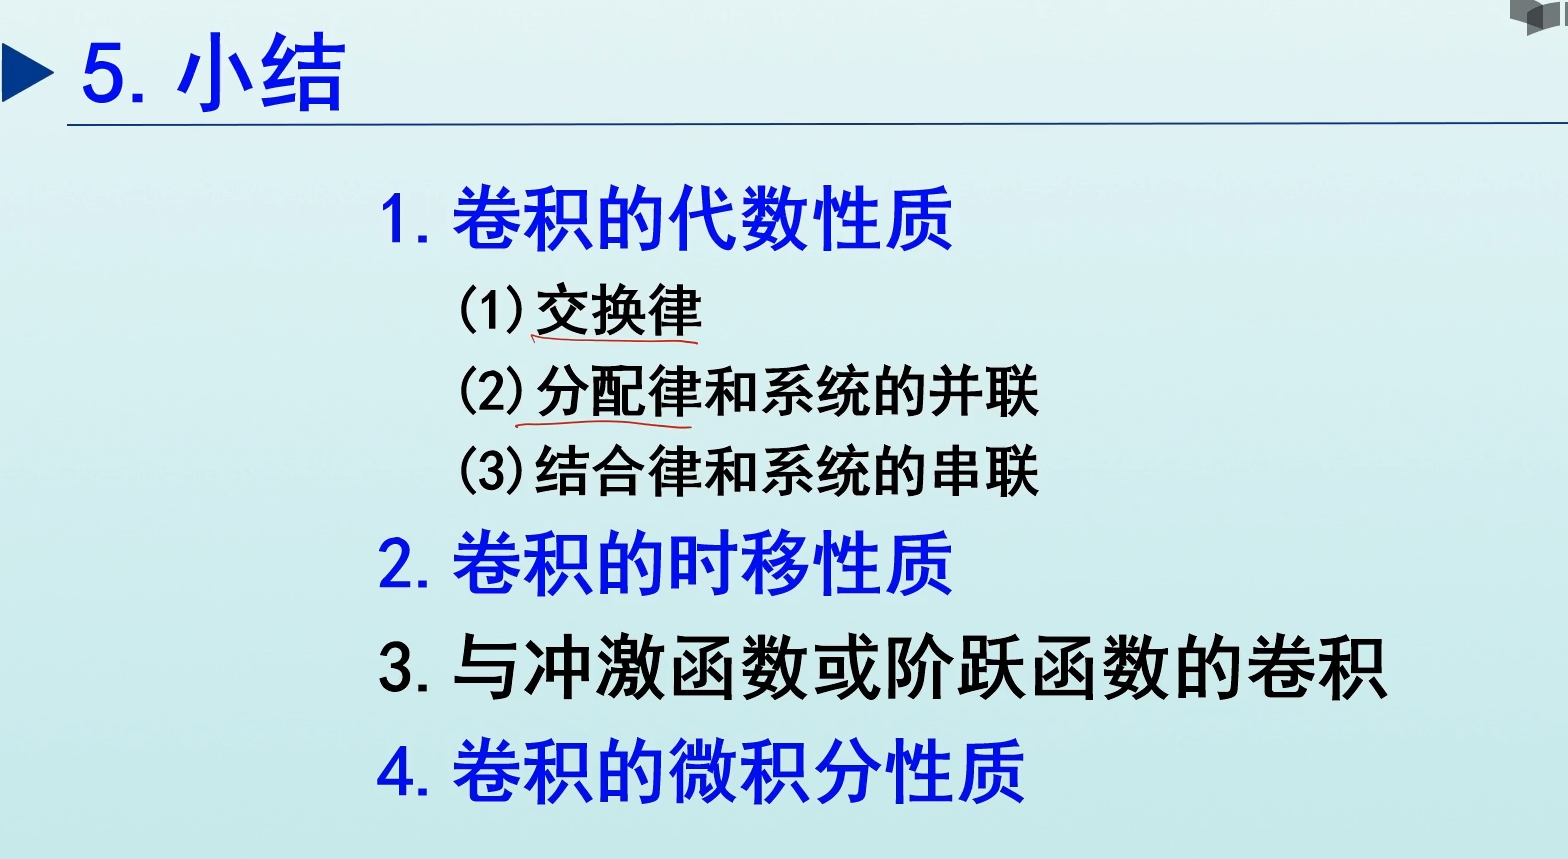 5.小结
1.卷积的代数性质
(1)交换律
(2)分配律和系统的并联
(3)结合律和系统的串联
2.卷积的时移性质
3.与冲激函数或阶跃函数的卷积
4.卷积的微积分性质